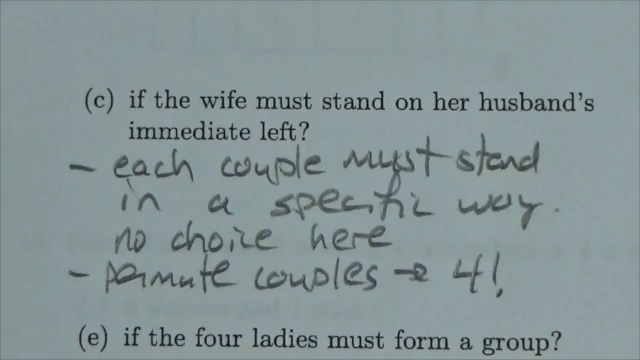 (c) if the wife must stand on her husband's
immediate left?
- each couple must stand
in a specific way.
no choice here
- permute couples → 4!
(e) if the four ladies must form a group?